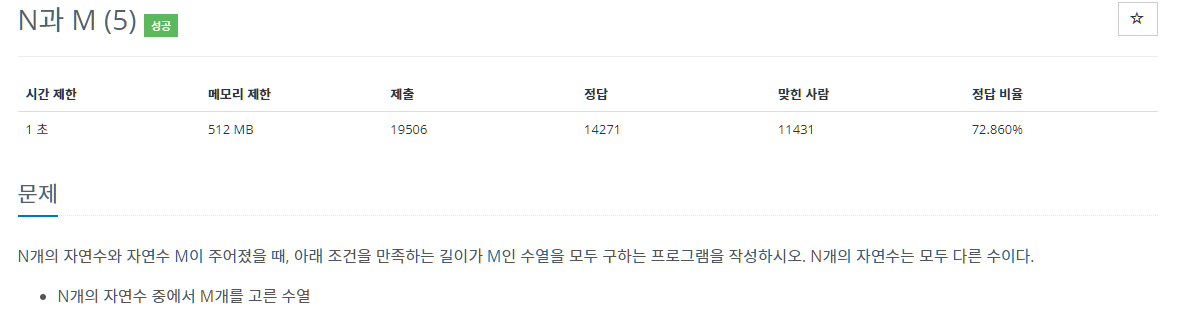 N과 M (5) 성공
☆
시간 제한 메모리 제한 제출 정답 맞힌 사람 정답 비율
1 초 512 MB 19506 14271 11431 72.860%
문제
N개의 자연수와 자연수 M이 주어졌을 때, 아래 조건을 만족하는 길이가 M인 수열을 모두 구하는 프로그램을 작성하시오. N개의 자연수는 모두 다른 수이다.
• N개의 자연수 중에서 M개를 고른 수열